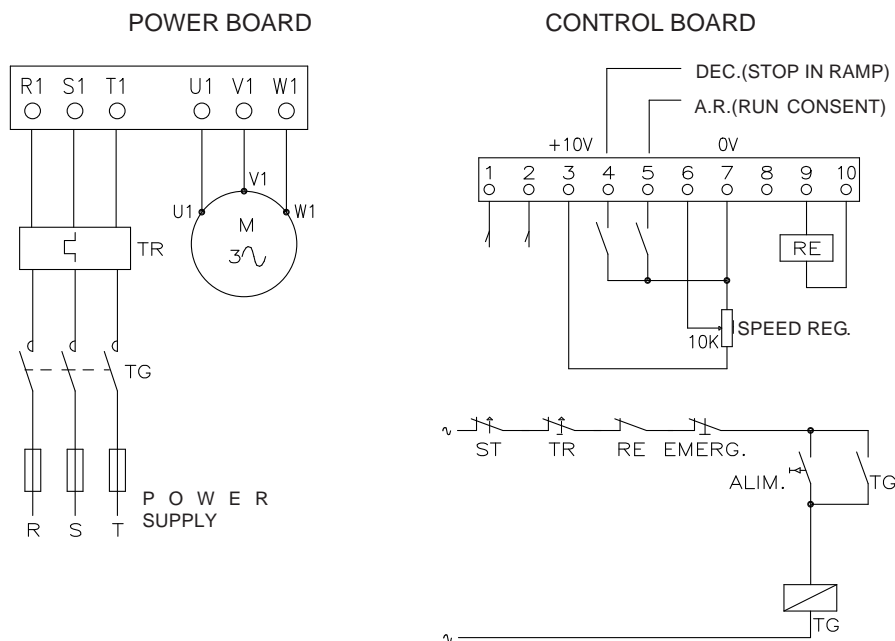 POWER BOARD
CONTROL BOARD
R1 S1 T1 U1 V1 W1
V1
U1 W1
M
3
TR
TG
P O W E R
SUPPLY
R S T
DEC.(STOP IN RAMP)
A.R.(RUN CONSENT)
+10V 0V
1 2 3 4 5 6 7 8 9 10
RE
SPEED REG.
10K
~
ST TR RE EMERG.
ALIM. TG
TG
~